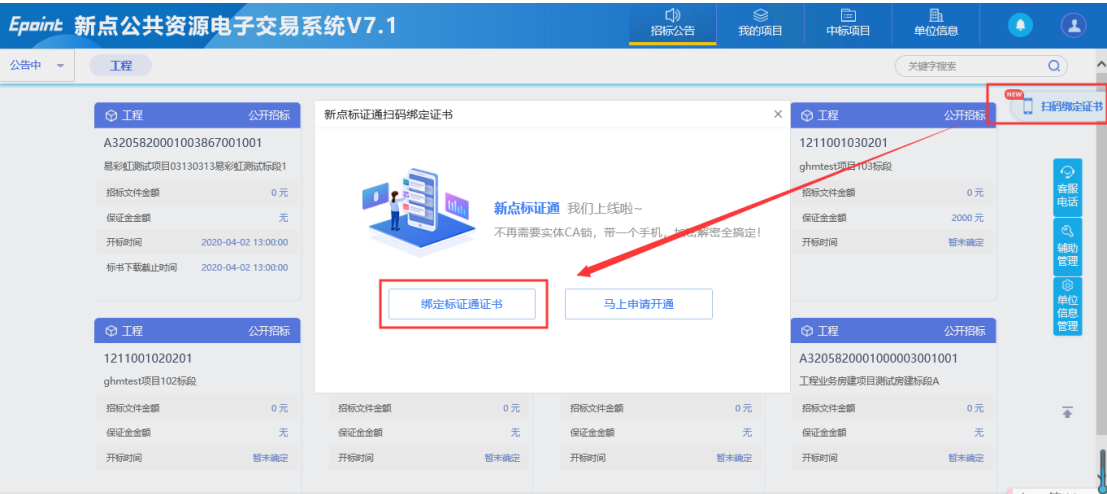 Epoint 新点公共资源电子交易系统V7.1
招标公告
我的项目
中标项目
单位信息
公告中
工程
关键字搜索
NEW
扫码绑定证书
工程 公开招标
A3205820001003867001001
易彩虹测试项目03130313易彩虹测试标段1
招标文件金额 0 元
保证金金额 无
开标时间 2020-04-02 13:00:00
标书下载截止时间 2020-04-02 13:00:00
新点标证通扫码绑定证书
新点标证通 我们上线啦~
不再需要实体CA锁，带一个手机，加密解密全搞定！
绑定标证通证书
马上申请开通
工程 公开招标
1211001030201
ghmtest项目103标段
招标文件金额 0 元
保证金金额 2000 元
开标时间 暂未确定
客服
电话
辅助
管理
单位
信息
管理
工程 公开招标
1211001020201
ghmtest项目102标段
招标文件金额 0 元
保证金金额 无
开标时间 暂未确定
招标文件金额 0 元
保证金金额 无
开标时间 暂未确定
招标文件金额 0 元
保证金金额 无
开标时间 暂未确定
工程 公开招标
A3205820001000003001001
工程业务房建项目测试房建标段A
招标文件金额 0 元
保证金金额 无
开标时间 暂未确定